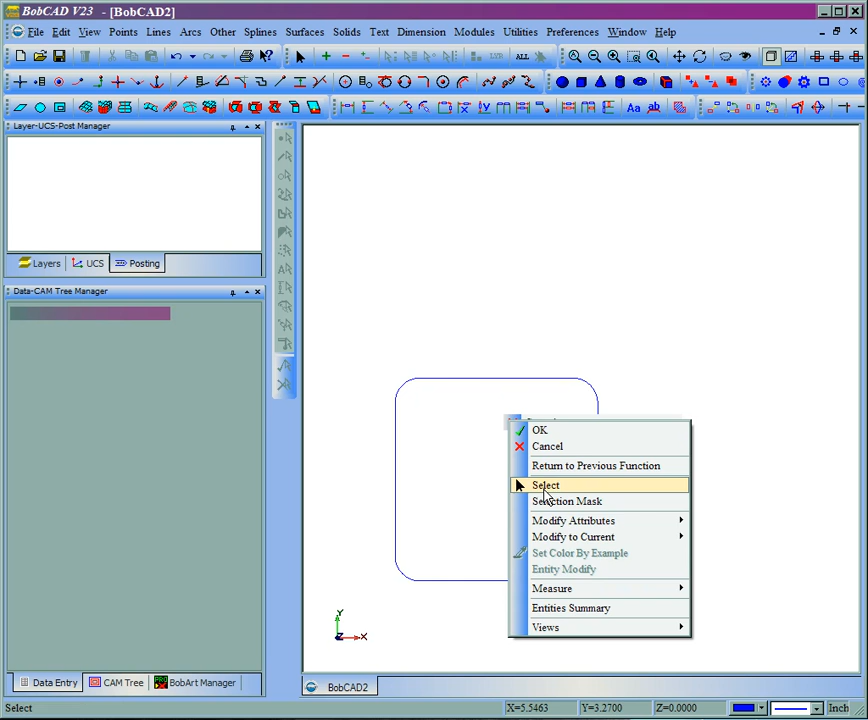 BobCAD V23 - [BobCAD2]
File Edit View Points Lines Arcs Other Splines Surfaces Solids Text Dimension Modules Utilities Preferences Window Help
ALL
Aa ab
Layer-UCS-Post Manager
Layers UCS Posting
Data-CAM Tree Manager
OK
Cancel
Return to Previous Function
Select
Selection Mask
Modify Attributes
Modify to Current
Set Color By Example
Entity Modify
Measure
Entities Summary
Views
Y
Z X
Data Entry CAM Tree BobArt Manager
BobCAD2
Select X=5.5463 Y=3.2700 Z=0.0000 Inch